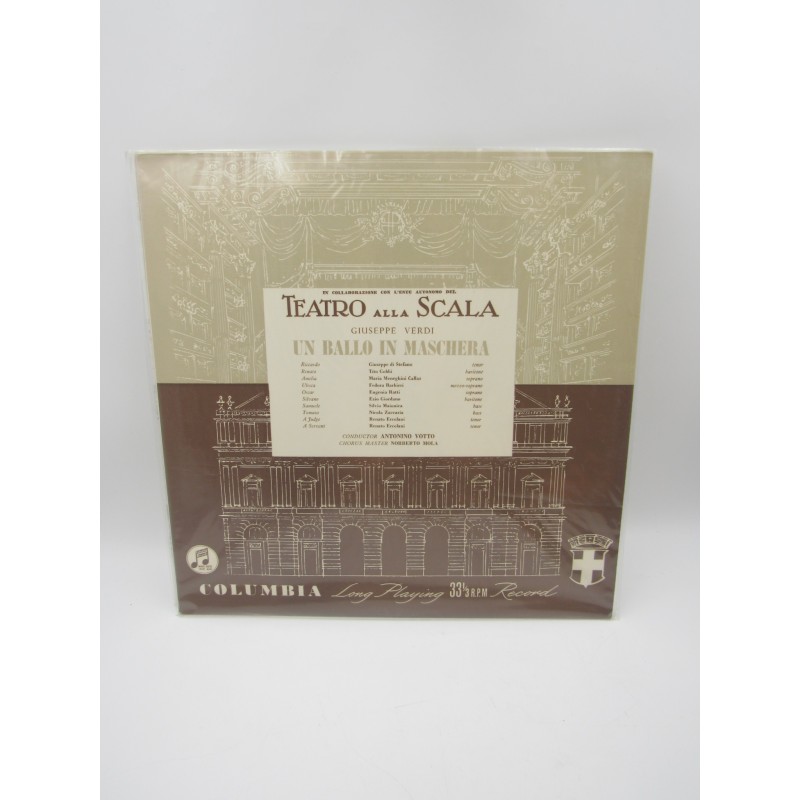 IN COLLABORAZIONE CON L'ENTE AUTONOMO DEL
TEATRO ALLA SCALA
GIUSEPPE VERDI
UN BALLO IN MASCHERA
Riccardo Giuseppe di Stefano tenor
Renato Tito Gobbi baritone
Amelia Maria Meneghini Callas soprano
Ulrica Fedora Barbieri mezzo-soprano
Oscar Eugenia Ratti soprano
Silvano Ezio Giordano baritone
Samuele Silvio Maionica bass
Tomaso Nicola Zaccaria bass
A Judge Renato Ercolani tenor
A Servant Renato Ercolani tenor
CONDUCTOR ANTONINO VOTTO
CHORUS MASTER NORBERTO MOLA
COLUMBIA Long Playing 33⅓ R.P.M Record